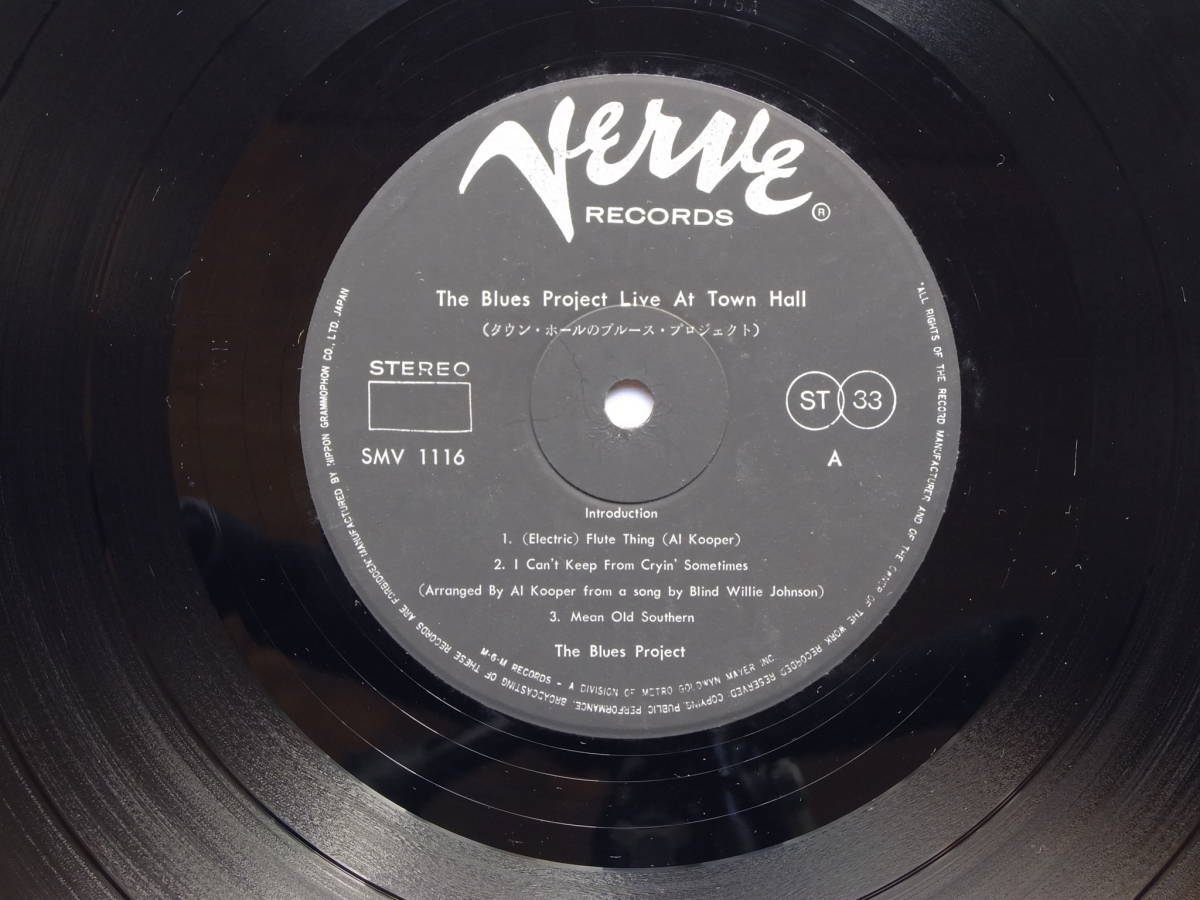 Verve
RECORDS
®
The Blues Project Live At Town Hall
(タウン・ホールのブルース・プロジェクト)
STEREO
SMV 1116
ST 33
A
Introduction
1. (Electric) Flute Thing (Al Kooper)
2. I Can't Keep From Cryin' Sometimes
(Arranged By Al Kooper from a song by Blind Willie Johnson)
3. Mean Old Southern
The Blues Project
M-G-M RECORDS – A DIVISION OF METRO GOLDWYN MAYER INC.
"ALL RIGHTS OF THE RECORD MANUFACTURER AND OF THE OWNER OF THE WORK RECORDED RESERVED COPYING, PUBLIC PERFORMANCE, BROADCASTING OF THESE RECORDS ARE FORBIDDEN" MANUFACTURED BY NIPPON GRAMMOPHON CO., LTD. JAPAN